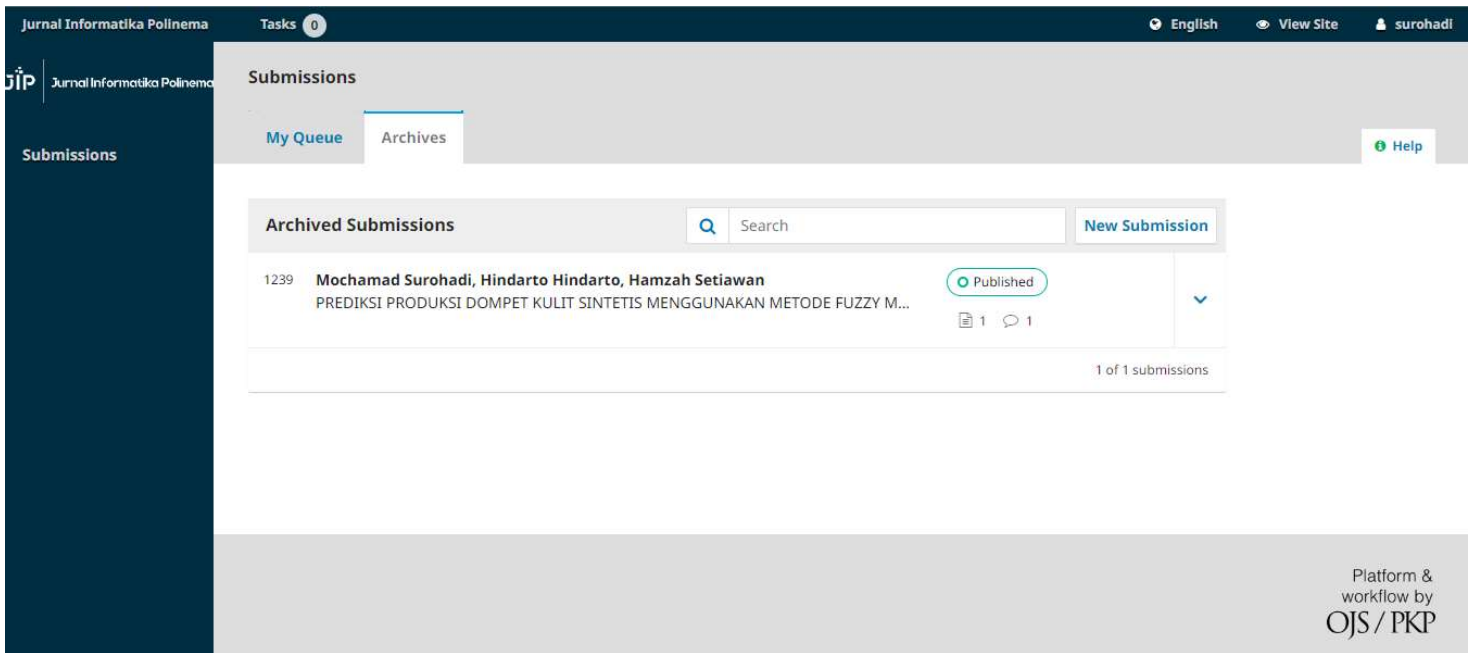 Jurnal Informatika Polinema
Tasks 0
English
View Site
surohadi
JIP Jurnal Informatika Polinema
Submissions
Submissions
My Queue
Archives
Help
Archived Submissions
Search
New Submission
1239 Mochamad Surohadi, Hindarto Hindarto, Hamzah Setiawan
PREDIKSI PRODUKSI DOMPET KULIT SINTETIS MENGGUNAKAN METODE FUZZY M...
Published
1 1
1 of 1 submissions
Platform &
workflow by
OJS / PKP